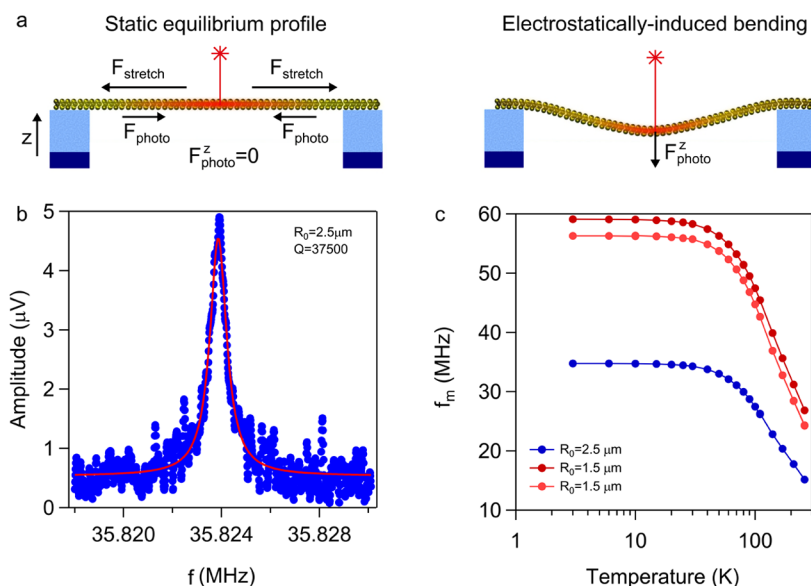 a
Static equilibrium profile
Electrostatically-induced bending
F_stretch
F_stretch
F_photo
F_photo
z
F^z_photo=0
F^z_photo
b
Amplitude (μV)
5
4
3
2
1
0
R₀=2.5μm
Q=37500
35.820
35.824
35.828
f (MHz)
c
f_m (MHz)
60
50
40
30
20
10
R₀=2.5 μm
R₀=1.5 μm
R₀=1.5 μm
1
10
100
Temperature (K)